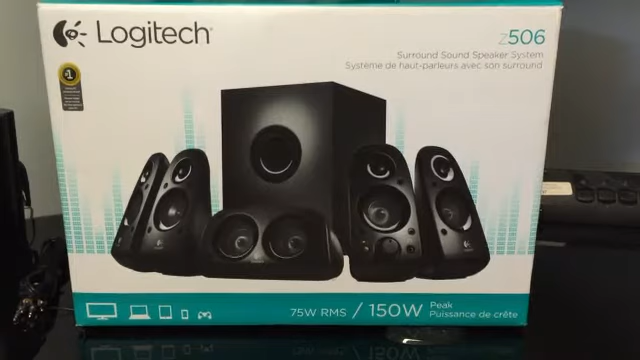 Logitech
z506
Surround Sound Speaker System
Système de haut-parleurs avec son surround
#1
75W RMS / 150W Peak
Puissance de crête